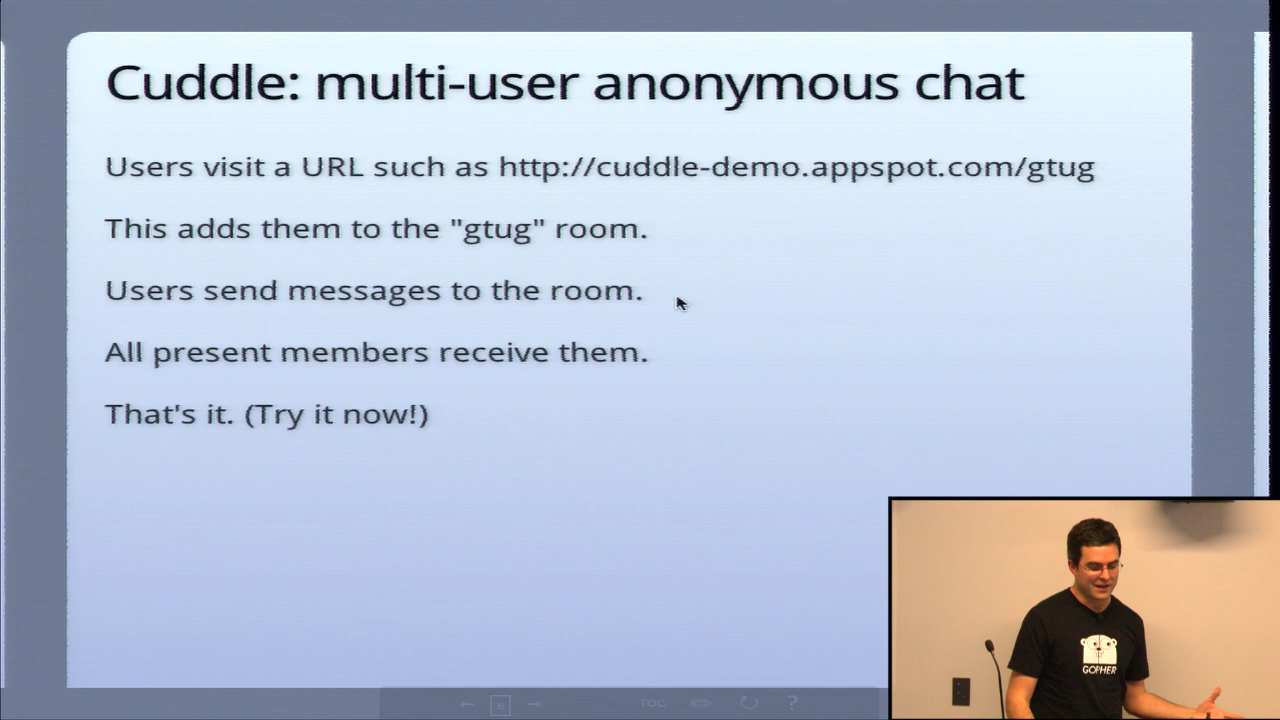 Cuddle: multi-user anonymous chat
Users visit a URL such as http://cuddle-demo.appspot.com/gtug
This adds them to the "gtug" room.
Users send messages to the room.
All present members receive them.
That's it. (Try it now!)
GOPHER
6
TOC
?